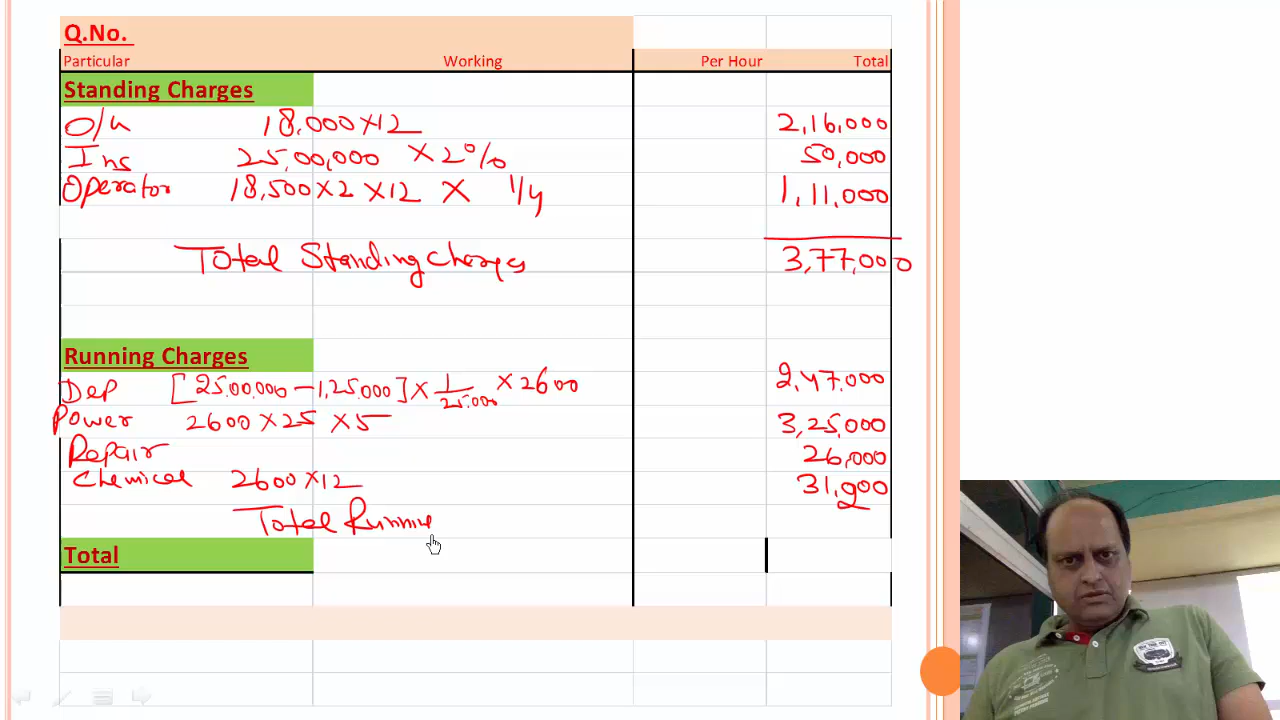 Q.No.
Particular Working Per Hour Total
Standing Charges
O/H 18,000×12 2,16,000
Ins 25,00,000 × 2% 50,000
Operator 18,500×2 ×12 × 1/4 1,11,000
Total Standing Charges 3,77,000
Running Charges
Dep [2500,000 – 1,25,000] × 1/25,000 × 2600 2,47,000
Power 2600 × 25 × 5 3,25,000
Repair 26,000
Chemical 2600×12 31,200
Total Running
Total